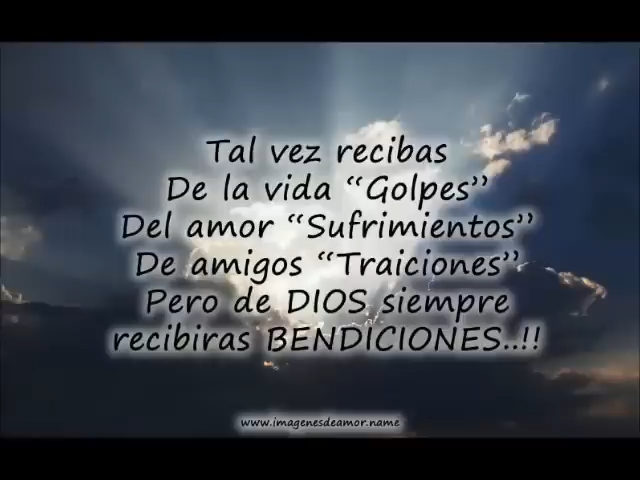 Tal vez recibas
De la vida “Golpes”
Del amor “Sufrimientos”
De amigos “Traiciones”
Pero de DIOS siempre
recibiras BENDICIONES..!!
www.imagenesdeamor.name